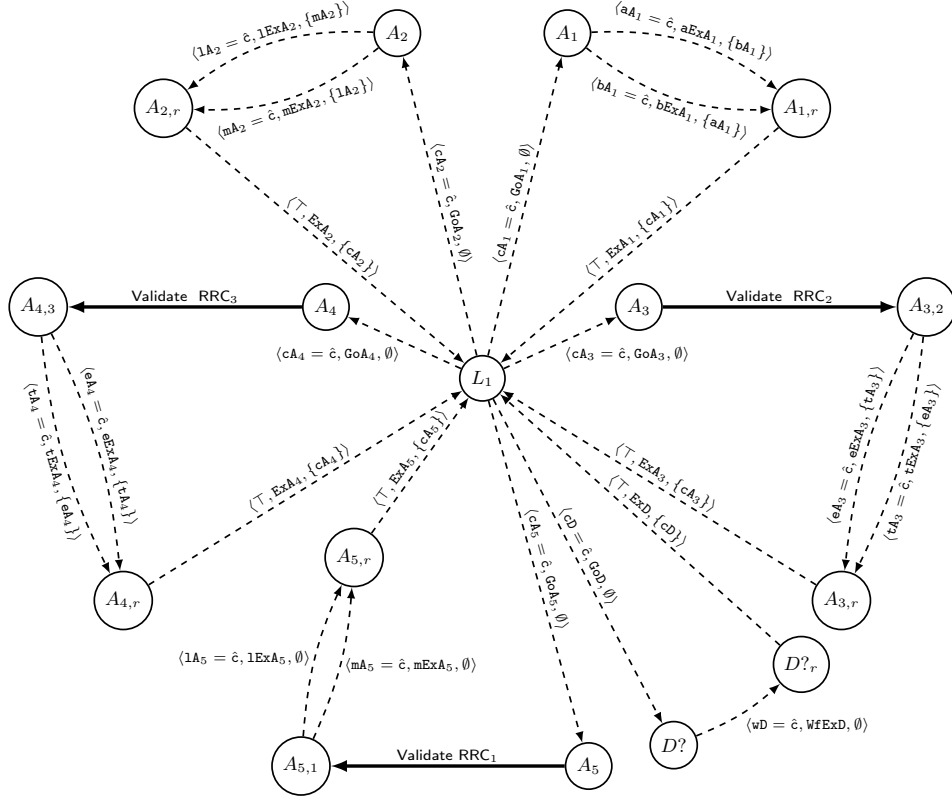 A₂
A₁
⟨lA₂ = ĉ, lExA₂, {mA₂}⟩
⟨aA₁ = ĉ, aExA₁, {bA₁}⟩
A₂,ᵣ
⟨mA₂ = ĉ, mExA₂, {lA₂}⟩
⟨bA₁ = ĉ, bExA₁, {aA₁}⟩
A₁,ᵣ
⟨cA₂ = ĉ, GoA₂, ∅⟩
⟨cA₁ = ĉ, GoA₁, ∅⟩
⟨⊤, ExA₂, {cA₂}⟩
⟨⊤, ExA₁, {cA₁}⟩
A₄,₃
Validate RRC₃
A₄
A₃
Validate RRC₂
A₃,₂
⟨cA₄ = ĉ, GoA₄, ∅⟩
⟨cA₃ = ĉ, GoA₃, ∅⟩
L₁
⟨tA₄ = ĉ, tExA₄, {eA₄}⟩
⟨eA₄ = ĉ, eExA₄, {tA₄}⟩
⟨⊤, ExA₄, {cA₄}⟩
⟨⊤, ExA₅, {cA₅}⟩
⟨⊤, ExA₃, {cA₃}⟩
⟨⊤, ExD, {cD}⟩
⟨eA₃ = ĉ, eExA₃, {tA₃}⟩
⟨tA₃ = ĉ, tExA₃, {eA₃}⟩
⟨cA₅ = ĉ, GoA₅, ∅⟩
⟨cD = ĉ, GoD, ∅⟩
A₅,ᵣ
A₄,ᵣ
A₃,ᵣ
⟨lA₅ = ĉ, lExA₅, ∅⟩
⟨mA₅ = ĉ, mExA₅, ∅⟩
D?ᵣ
⟨wD = ĉ, WfExD, ∅⟩
D?
A₅,₁
Validate RRC₁
A₅